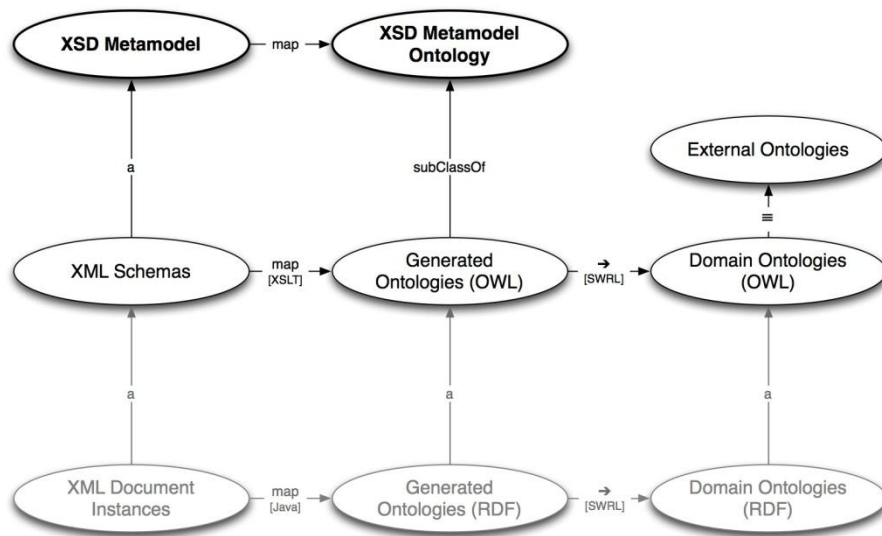 XSD Metamodel
map
XSD Metamodel
Ontology
a
subClassOf
External Ontologies
≡
XML Schemas
map
[XSLT]
Generated
Ontologies (OWL)
➔
[SWRL]
Domain Ontologies
(OWL)
a
a
a
XML Document
Instances
map
[Java]
Generated
Ontologies (RDF)
➔
[SWRL]
Domain Ontologies
(RDF)